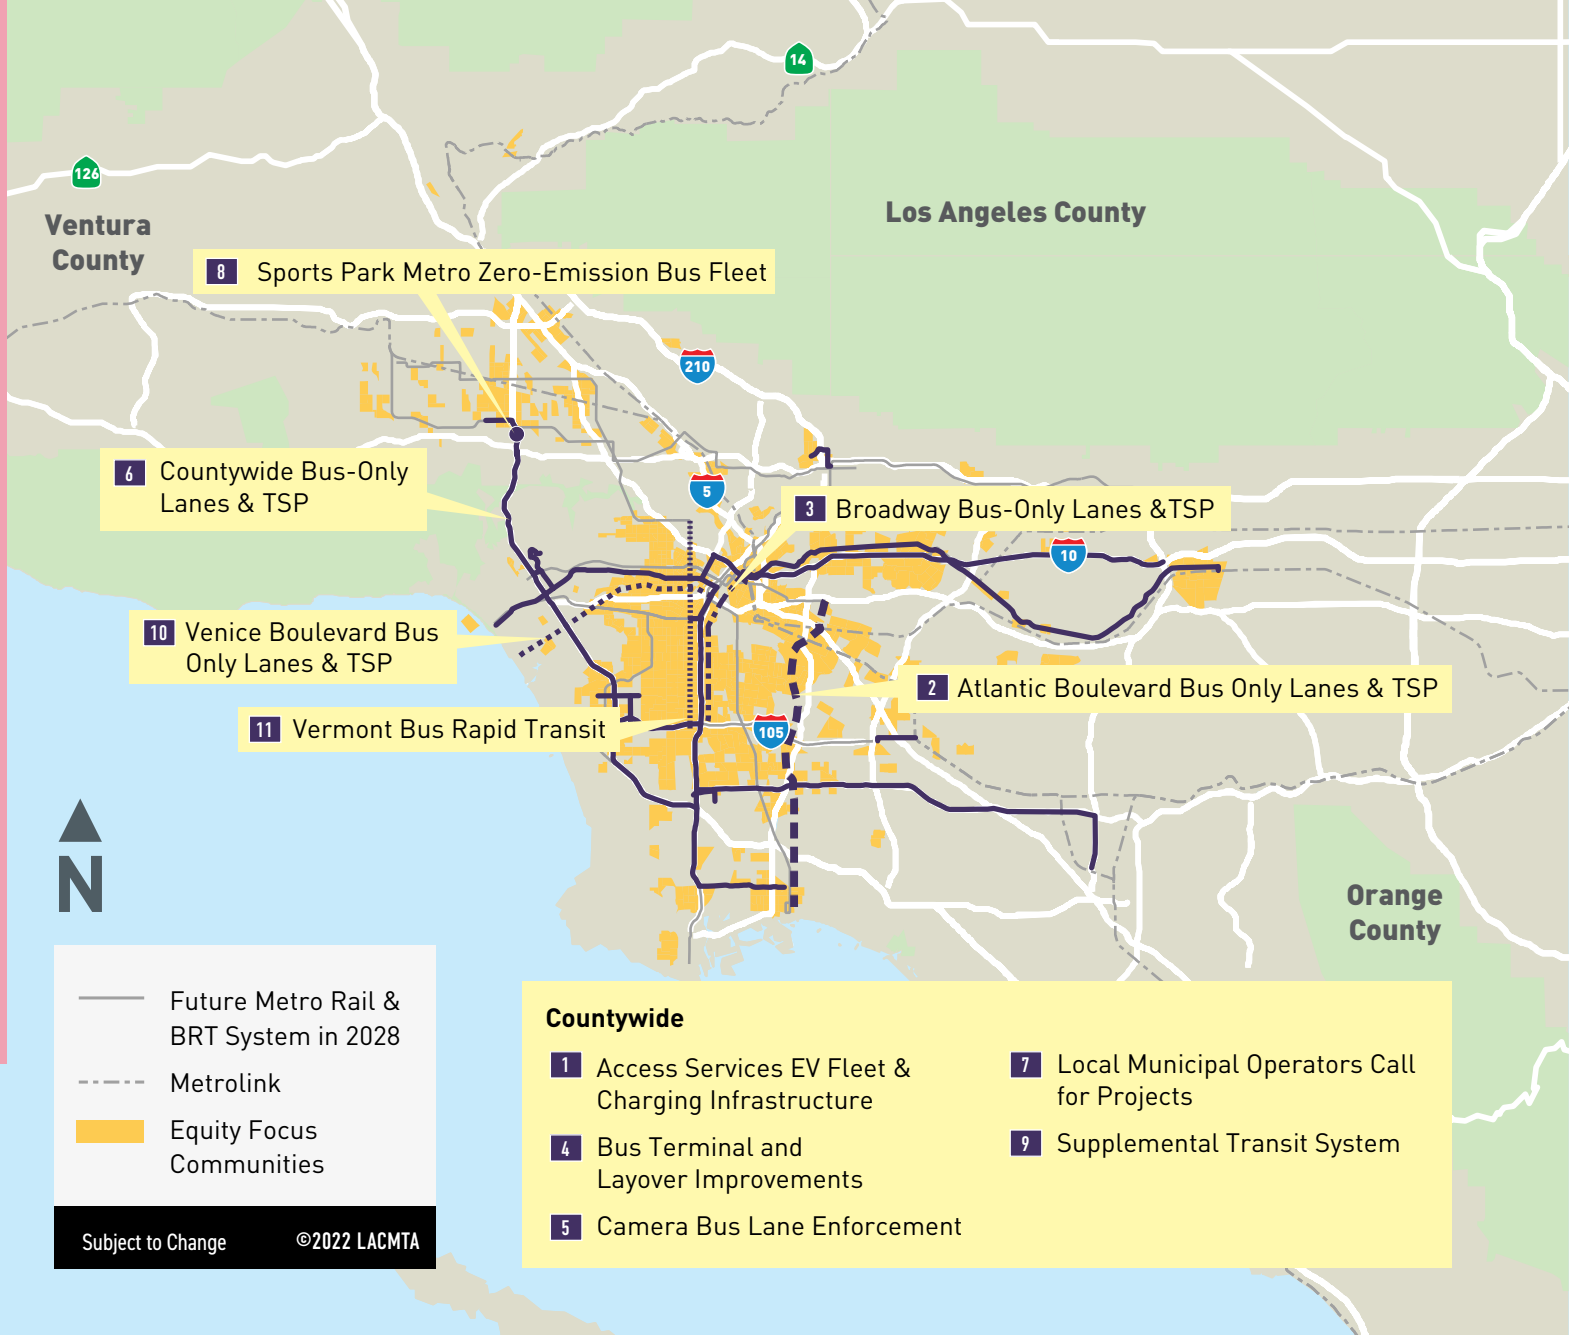 14
126
Ventura
County
Los Angeles County
8 Sports Park Metro Zero-Emission Bus Fleet
210
6 Countywide Bus-Only
Lanes & TSP
5
3 Broadway Bus-Only Lanes &TSP
10
10 Venice Boulevard Bus
Only Lanes & TSP
2 Atlantic Boulevard Bus Only Lanes & TSP
11 Vermont Bus Rapid Transit
105
N
Orange
County
Future Metro Rail &
BRT System in 2028
Metrolink
Equity Focus
Communities
Subject to Change ©2022 LACMTA
Countywide
1 Access Services EV Fleet &
Charging Infrastructure
4 Bus Terminal and
Layover Improvements
5 Camera Bus Lane Enforcement
7 Local Municipal Operators Call
for Projects
9 Supplemental Transit System